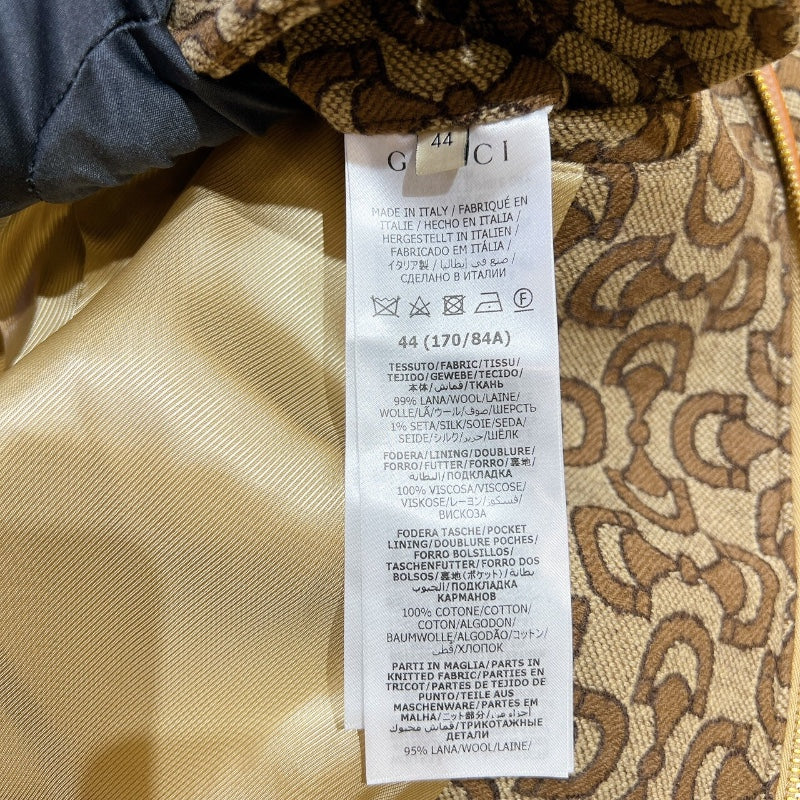 44
G CCI
MADE IN ITALY / FABRIQUÉ EN
ITALIE / HECHO EN ITALIA /
HERGESTELLT IN ITALIEN /
FABRICADO EM ITÁLIA /
イタリア製 / صنع في إيطاليا /
СДЕЛАНО В ИТАЛИИ
44 (170/84A)
TESSUTO/FABRIC/TISSU/
TEJIDO/GEWEBE/TECIDO/
本体/قماش/ТКАНЬ
99% LANA/WOOL/LAINE/
WOLLE/LÃ/ウール/صوف/ШЕРСТЬ
1% SETA/SILK/SOIE/SEDA/
SEIDE/シルク/حرير/ШЁЛК
FODERA/LINING/DOUBLURE/
FORRO/FUTTER/FORRO/裏地/
البطانة/ПОДКЛАДКА
100% VISCOSA/VISCOSE/
VISKOSE/レーヨン/فسكوز/
ВИСКОЗА
FODERA TASCHE/POCKET
LINING/DOUBLURE POCHES/
FORRO BOLSILLOS/
TASCHENFUTTER/FORRO DOS
BOLSOS/裏地(ポケット)/بطانة
الجيوب/ПОДКЛАДКА
КАРМАНОВ
100% COTONE/COTTON/
COTON/ALGODON/
BAUMWOLLE/ALGODÃO/コットン/
قطن/ХЛОПОК
PARTI IN MAGLIA/PARTS IN
KNITTED FABRIC/PARTIES EN
TRICOT/PARTES DE TEJIDO DE
PUNTO/TEILE AUS
MASCHENWARE/PARTES EM
MALHA/ニット部分/أجزاء من
قماش محبوك/ТРИКОТАЖНЫЕ
ДЕТАЛИ
95% LANA/WOOL/LAINE/